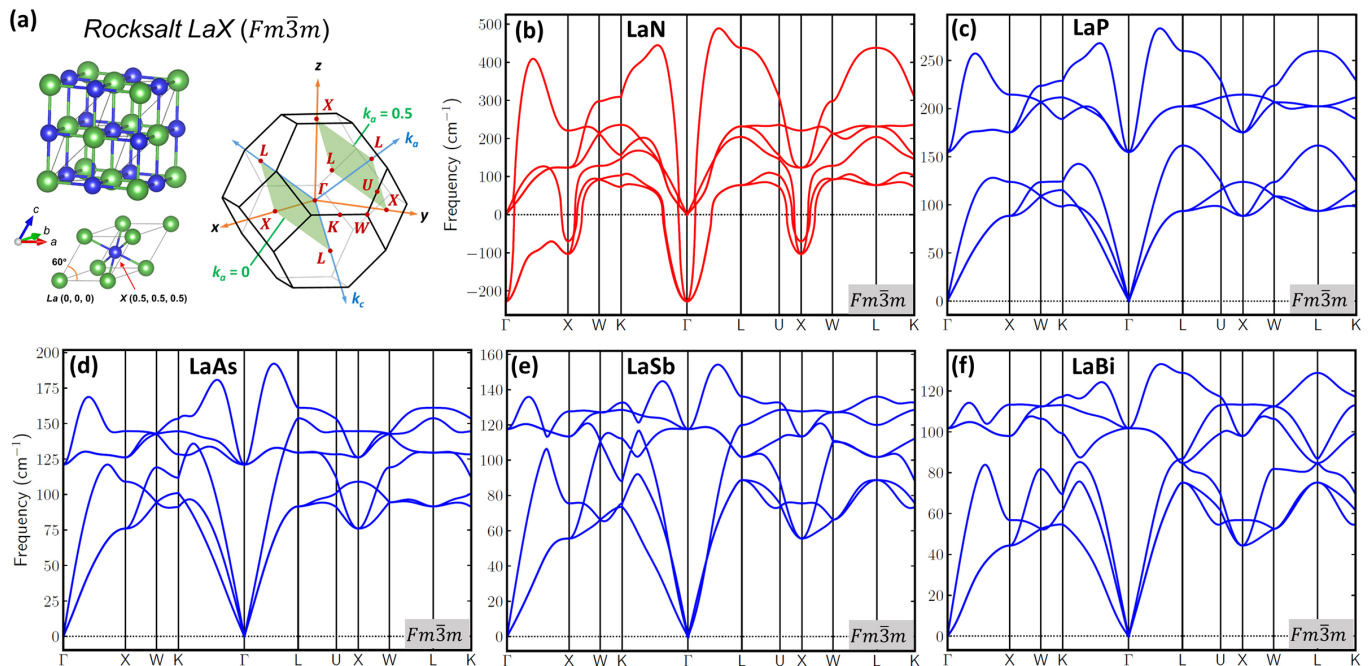 (a)
Rocksalt LaX (Fm3̅m)
z
X
k_a = 0.5
L
L
k_a
L
Γ
U
X
X
K
W
y
x
L
k_a = 0
k_c
c
b
a
60°
La (0, 0, 0)
X (0.5, 0.5, 0.5)
(b) LaN
Frequency (cm⁻¹)
500
400
300
200
100
0
−100
−200
Fm3̅m
Γ X W K Γ L U X W L K
(c) LaP
250
200
150
100
50
0
Fm3̅m
Γ X W K Γ L U X W L K
(d) LaAs
Frequency (cm⁻¹)
200
175
150
125
100
75
50
25
0
Fm3̅m
Γ X W K Γ L U X W L K
(e) LaSb
160
140
120
100
80
60
40
20
0
Fm3̅m
Γ X W K Γ L U X W L K
(f) LaBi
120
100
80
60
40
20
0
Fm3̅m
Γ X W K Γ L U X W L K